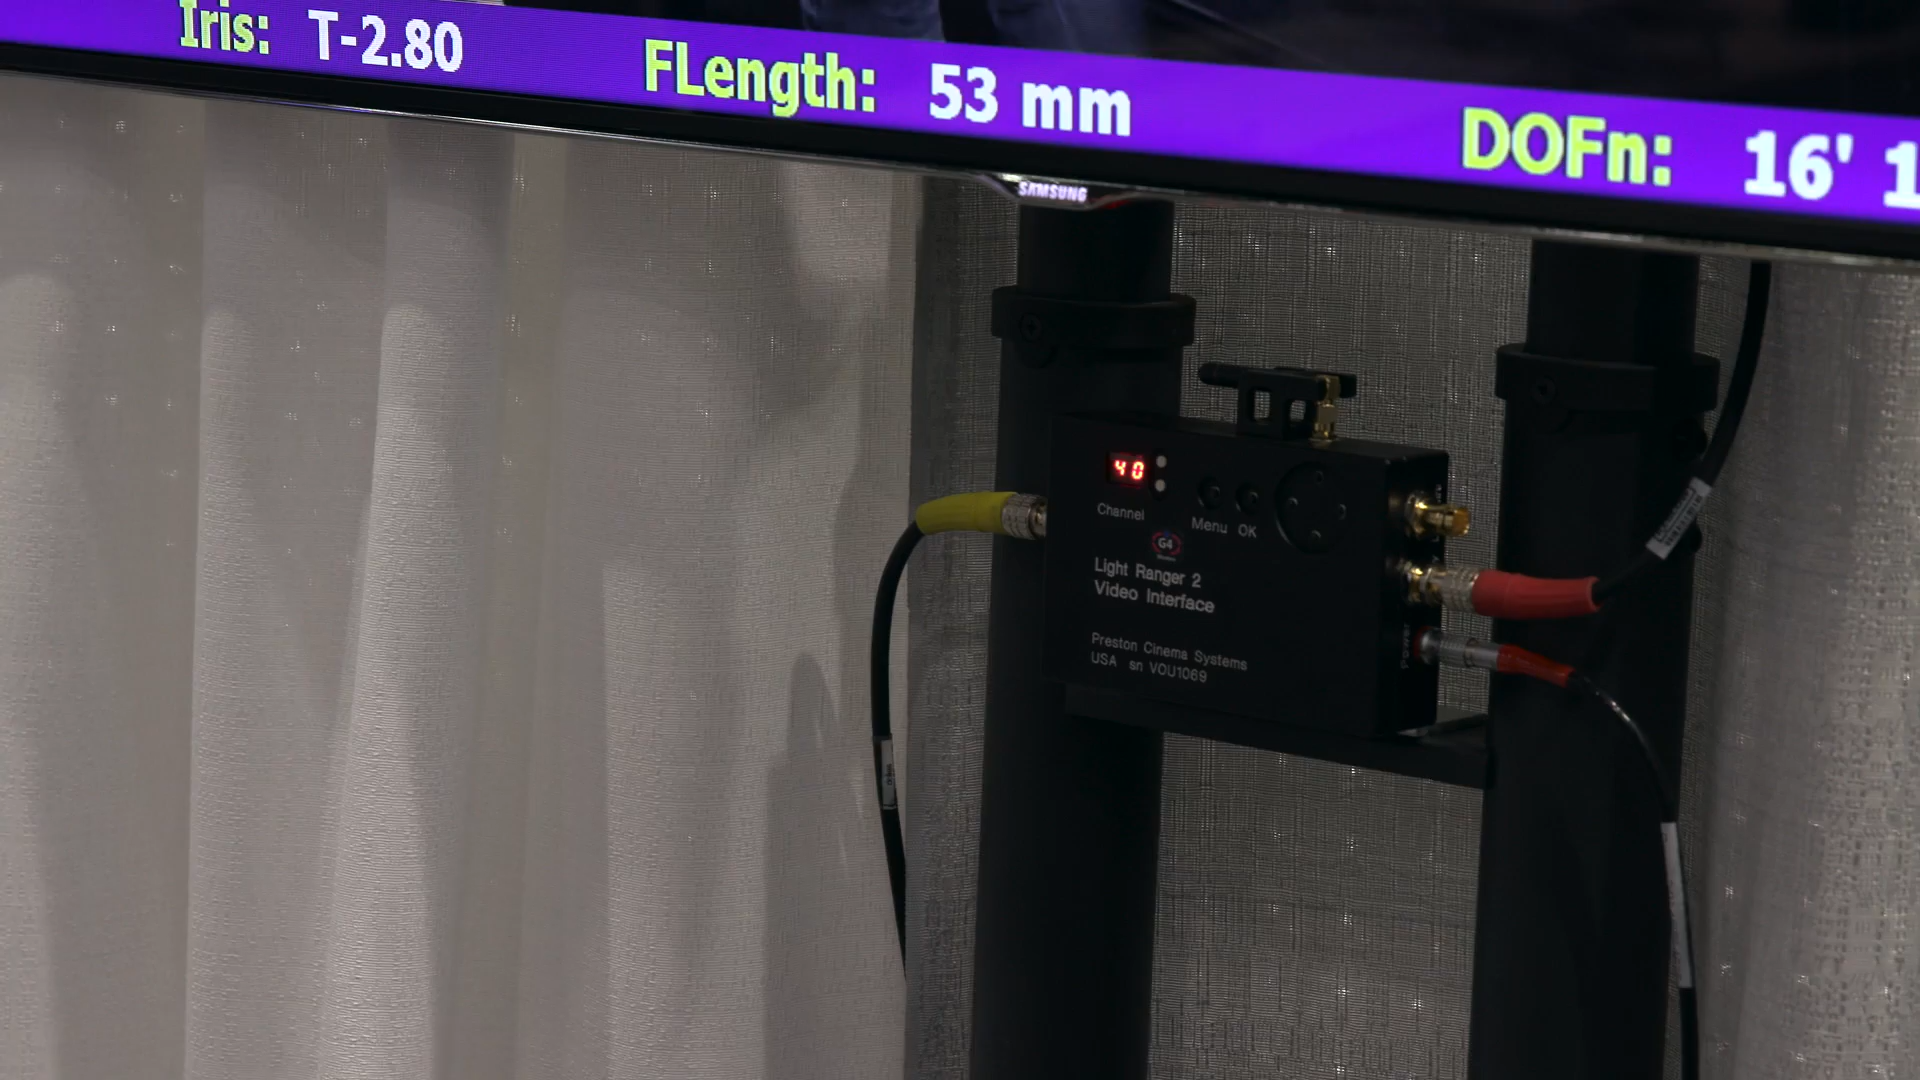 Iris: T-2.80 FLength: 53 mm DOFn: 16' 1
SAMSUNG
40
Channel
Menu OK
G4
Light Ranger 2
Video Interface
Preston Cinema Systems
USA sn VOU1069
Power